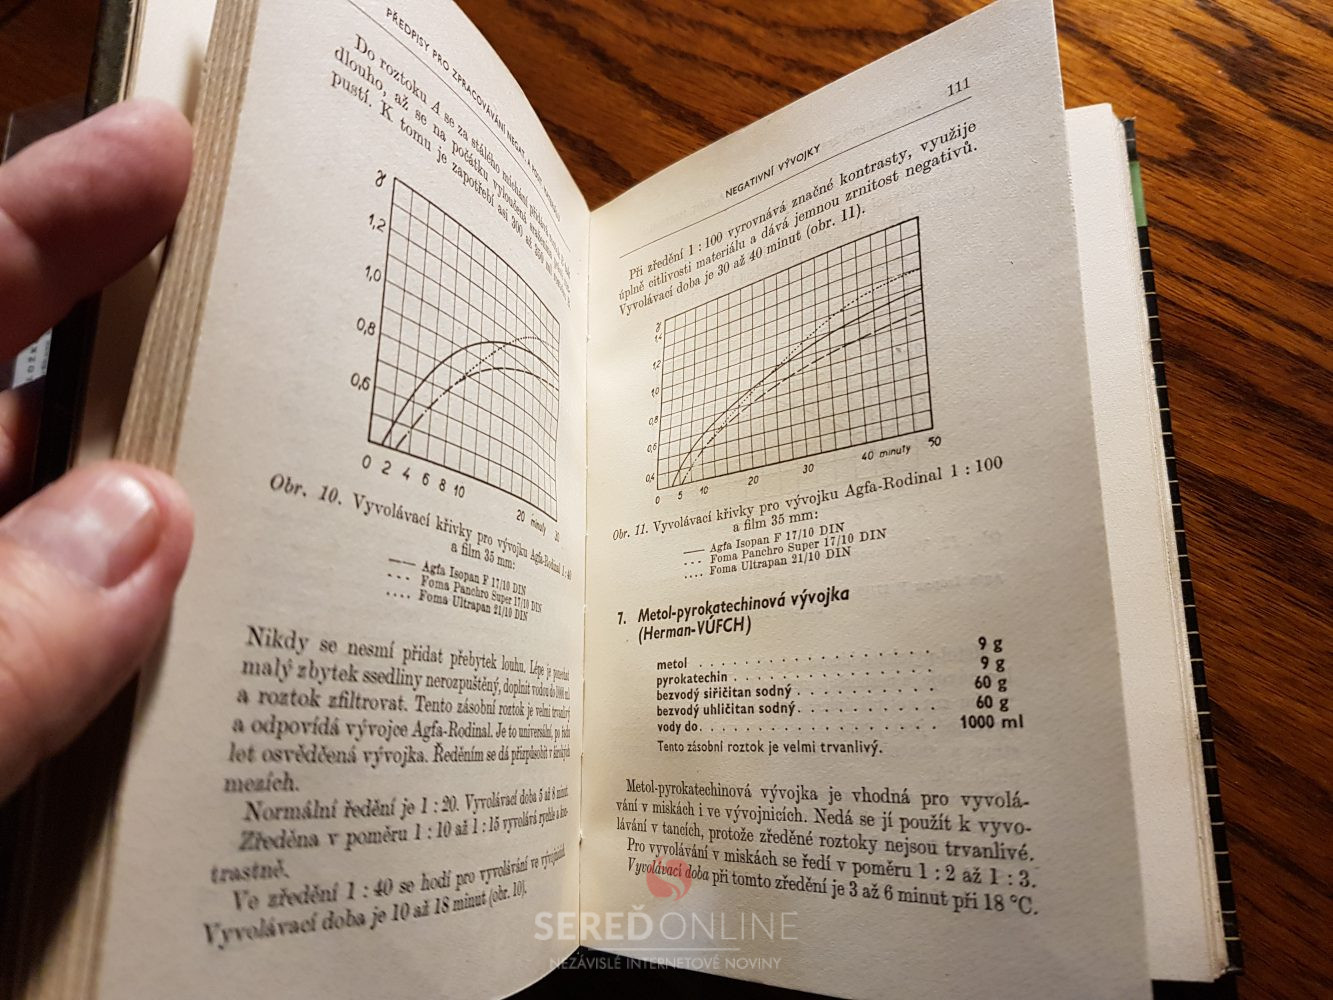 PŘEDPISY PRO ZPRACOVÁVÁNÍ NEGAT. A POZIT. MATERIÁLŮ
Do roztoku A se za stálého míchání přidává
dlouho, až se na počátku vyloučená
pustí. K tomu je zapotřebí asi 300 až 350 ml
γ
1,2
1,0
0,8
0,6
0 2 4 6 8 10 20 minuty 30
Obr. 10. Vyvolávací křivky pro vývojku Agfa-Rodinal 1 : 40
a film 35 mm:
Agfa Isopan F 17/10 DIN
Foma Panchro Super 17/10 DIN
Foma Ultrapan 21/10 DIN
Nikdy se nesmí přidat přebytek louhu. Lépe je ponechat
malý zbytek ssedliny nerozpuštěný, doplnit vodou do 1000 ml
a roztok zfiltrovat. Tento zásobní roztok je velmi trvanlivý
a odpovídá vývojce Agfa-Rodinal. Je to universální, po řadu
let osvědčená vývojka. Ředěním se dá přizpůsobit v širokých
mezích.
Normální ředění je 1 : 20. Vyvolávací doba 5 až 8 minut.
Zředěna v poměru 1 : 10 až 1 : 15 vyvolává rychle a kon-
trastně.
Ve zředění 1 : 40 se hodí pro vyvolávání ve vývojnicích.
Vyvolávací doba je 10 až 18 minut (obr. 10).
NEGATIVNÍ VÝVOJKY
111
Při zředění 1 : 100 vyrovnává značné kontrasty, využije
úplně citlivosti materiálu a dává jemnou zrnitost negativů.
Vyvolávací doba je 30 až 40 minut (obr. 11).
γ
1,4
1,2
1,0
0,8
0,6
0,4
0 5 10 20 30 40 minuty 50
Obr. 11. Vyvolávací křivky pro vývojku Agfa-Rodinal 1 : 100
a film 35 mm:
Agfa Isopan F 17/10 DIN
Foma Panchro Super 17/10 DIN
Foma Ultrapan 21/10 DIN
7. Metol-pyrokatechinová vývojka
(Herman-VÚFCH)
metol . . . . . . . . . . . . . . . . 9 g
pyrokatechin . . . . . . . . . . . . . 9 g
bezvodý siřičitan sodný . . . . . . . . 60 g
bezvodý uhličitan sodný . . . . . . . . 60 g
vody do . . . . . . . . . . . . . . . 1000 ml
Tento zásobní roztok je velmi trvanlivý.
Metol-pyrokatechinová vývojka je vhodná pro vyvolá-
vání v miskách i ve vývojnicích. Nedá se jí použít k vyvo-
lávání v tancích, protože zředěné roztoky nejsou trvanlivé.
Pro vyvolávání v miskách se ředí v poměru 1 : 2 až 1 : 3.
Vyvolávací doba při tomto zředění je 3 až 6 minut při 18 °C.
SEREĎONLINE
NEZÁVISLÉ INTERNETOVÉ NOVINY